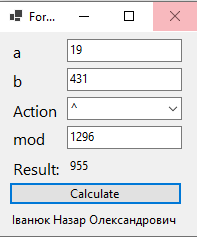 For...
a 19
b 431
Action ^
mod 1296
Result: 955
Calculate
Іванюк Назар Олександрович